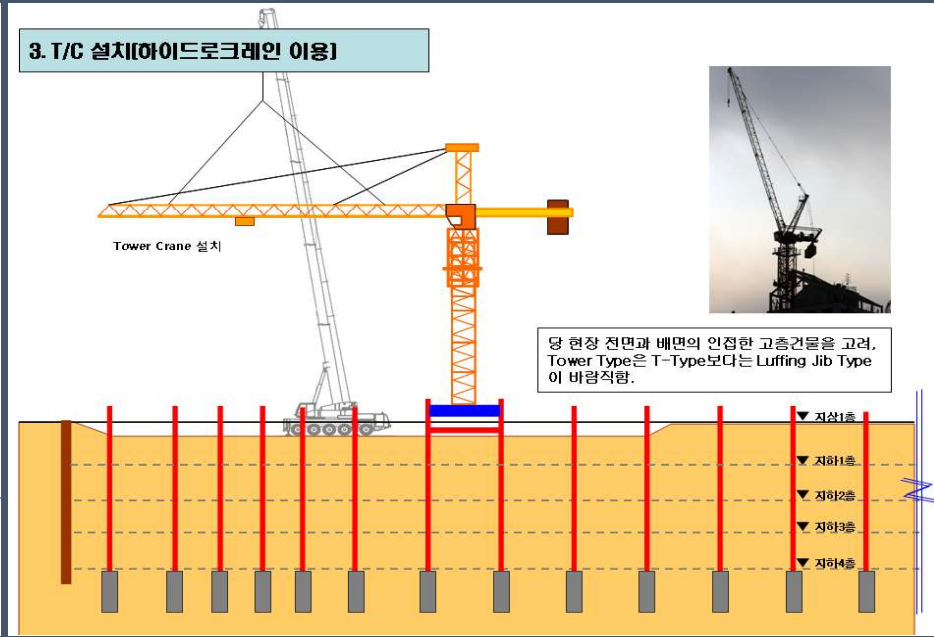 3. T/C 설치(하이드로크레인 이용)
Tower Crane 설치
당 현장 전면과 배면의 인접한 고층건물을 고려,
Tower Type은 T-Type보다는 Luffing Jib Type
이 바람직함.
▼ 지상1층
▼ 지하1층
▼ 지하2층
▼ 지하3층
▼ 지하4층